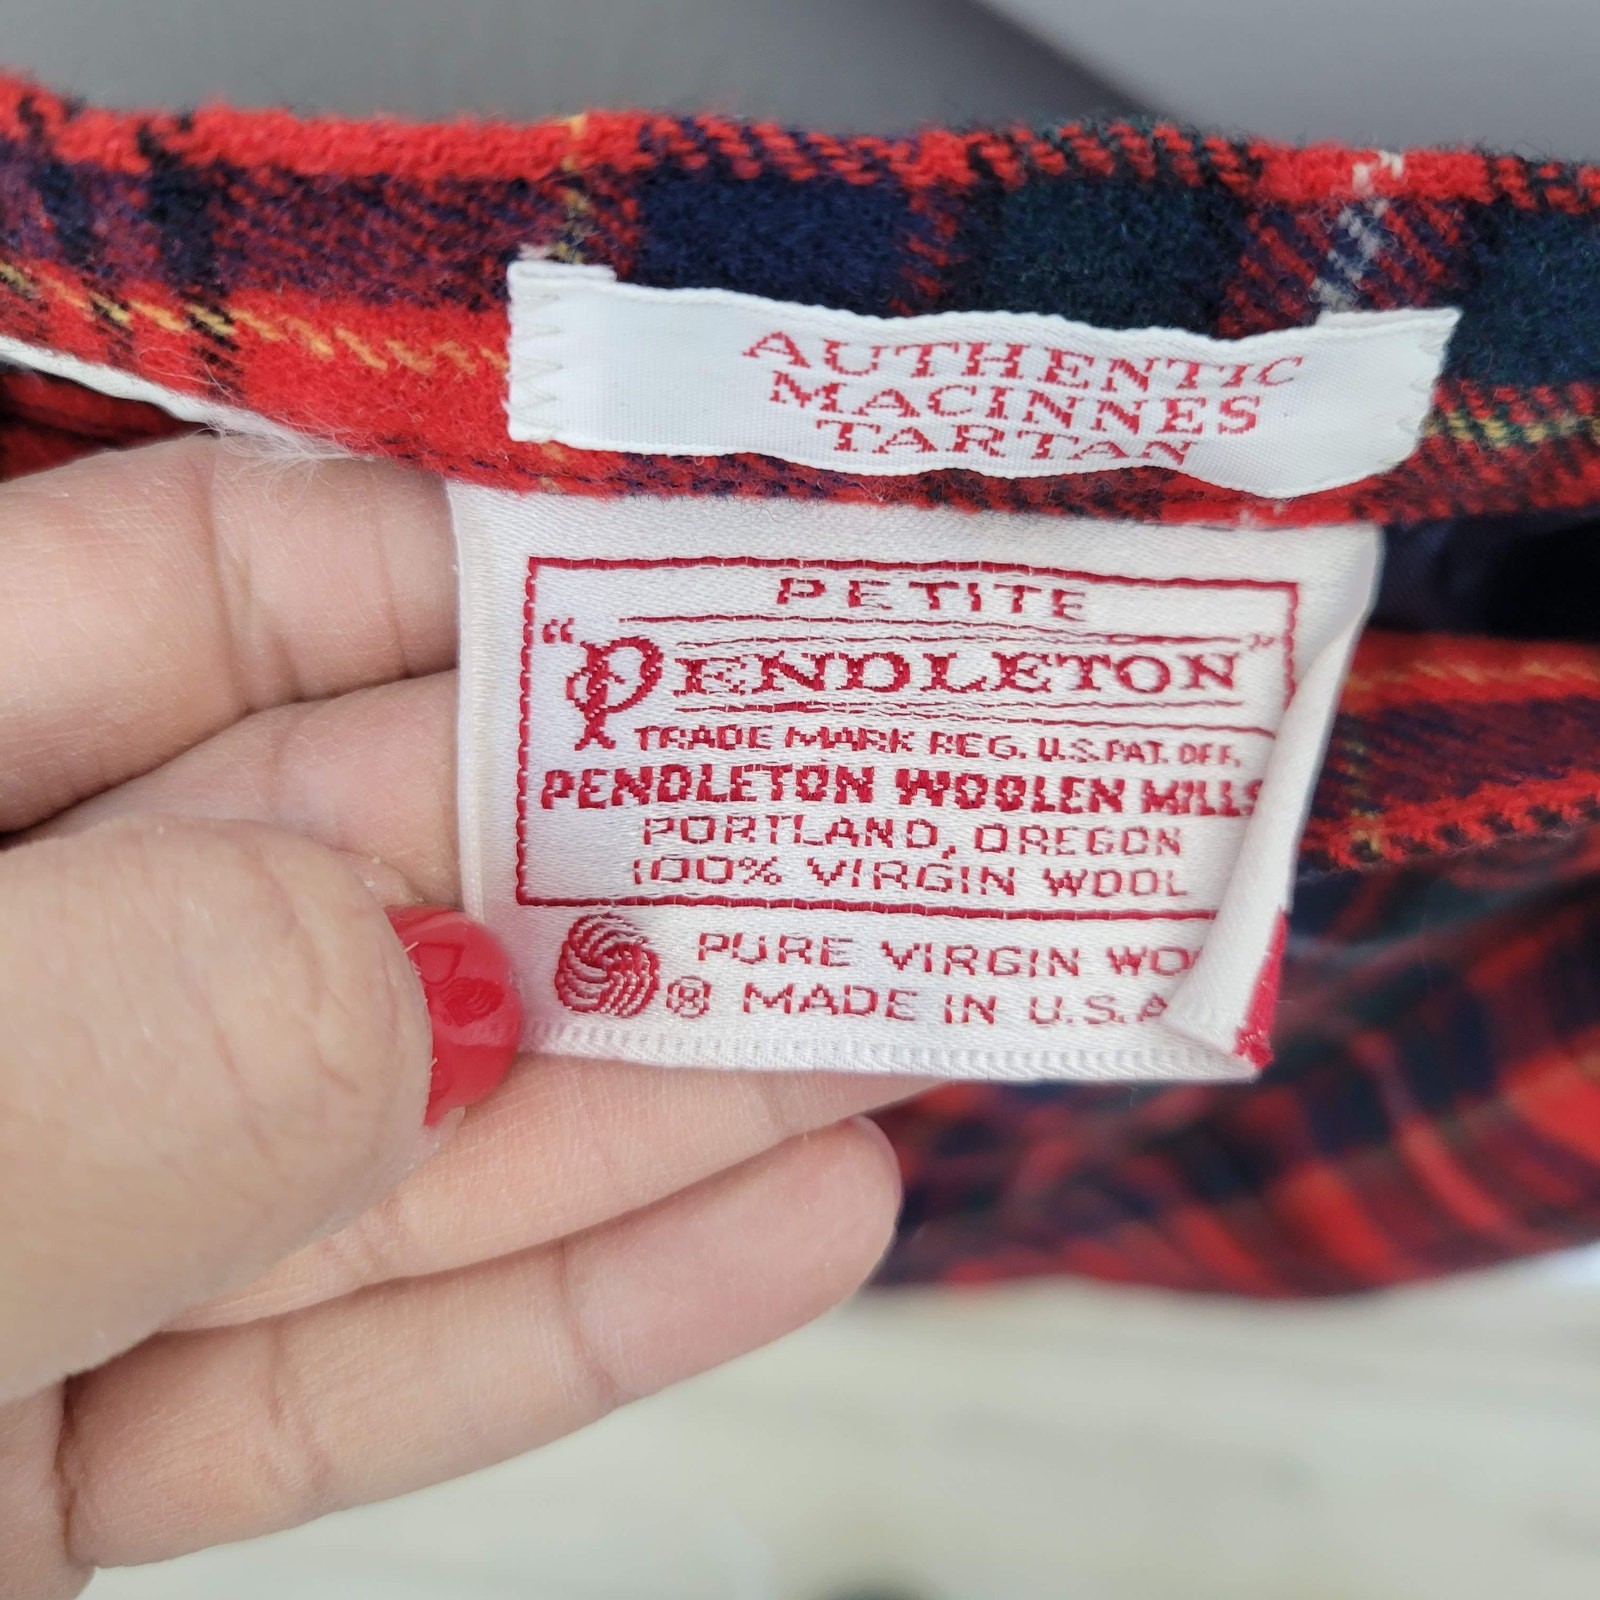 AUTHENTIC
MACINNES
TARTAN
PETITE
"PENDLETON"
TRADE MARK REG. U.S. PAT. OFF.
PENDLETON WOOLEN MILLS
PORTLAND, OREGON
100% VIRGIN WOOL
PURE VIRGIN
® MADE IN U.S.A